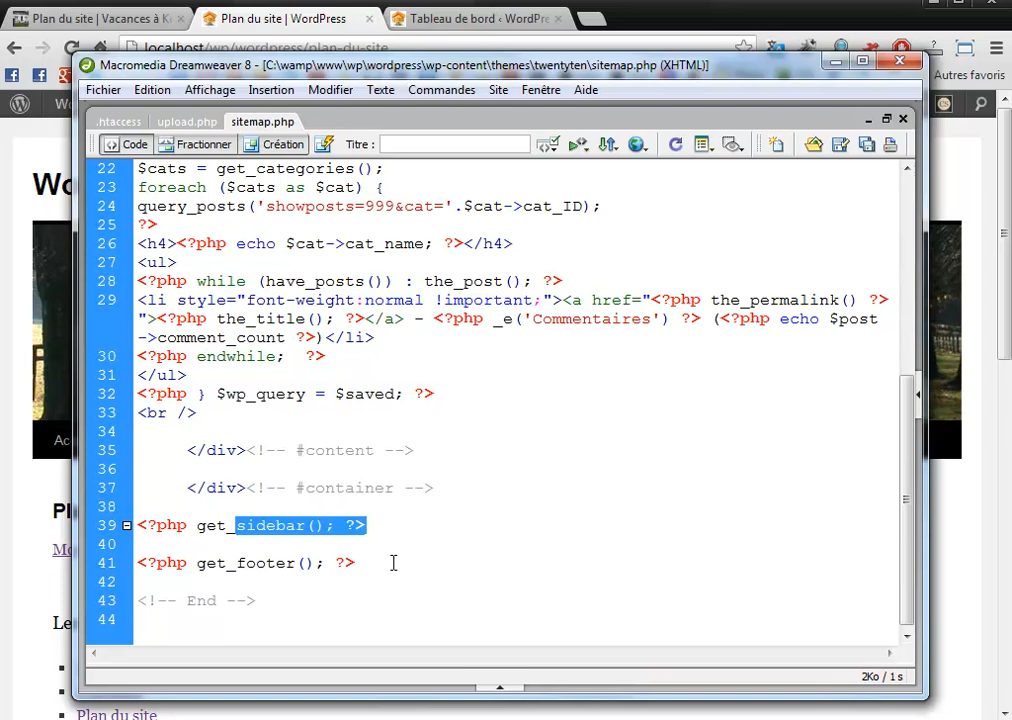 Plan du site | Vacances à K
Plan du site | WordPress
Tableau de bord ‹ WordPr
localhost/wp/wordpress/plan-du-site
Autres favoris
Macromedia Dreamweaver 8 - [C:\wamp\www\wp\wordpress\wp-content\themes\twentyten\sitemap.php (XHTML)]
Fichier Edition Affichage Insertion Modifier Texte Commandes Site Fenêtre Aide
.htaccess upload.php sitemap.php
Code Fractionner Création Titre :
22 $cats = get_categories();
23 foreach ($cats as $cat) {
24 query_posts('showposts=999&cat='.$cat->cat_ID);
25 ?>
26 <h4><?php echo $cat->cat_name; ?></h4>
27 <ul>
28 <?php while (have_posts()) : the_post(); ?>
29 <li style="font-weight:normal !important;"><a href="<?php the_permalink() ?>
"><?php the_title(); ?></a> - <?php _e('Commentaires') ?> (<?php echo $post
->comment_count ?>)</li>
30 <?php endwhile;  ?>
31 </ul>
32 <?php } $wp_query = $saved; ?>
33 <br />
34
35 </div><!-- #content -->
36
37 </div><!-- #container -->
38
39 <?php get_sidebar(); ?>
40
41 <?php get_footer(); ?>
42
43 <!-- End -->
44
2Ko / 1 s
Wo
Ac
Pl
Mo
Le
Plan du site